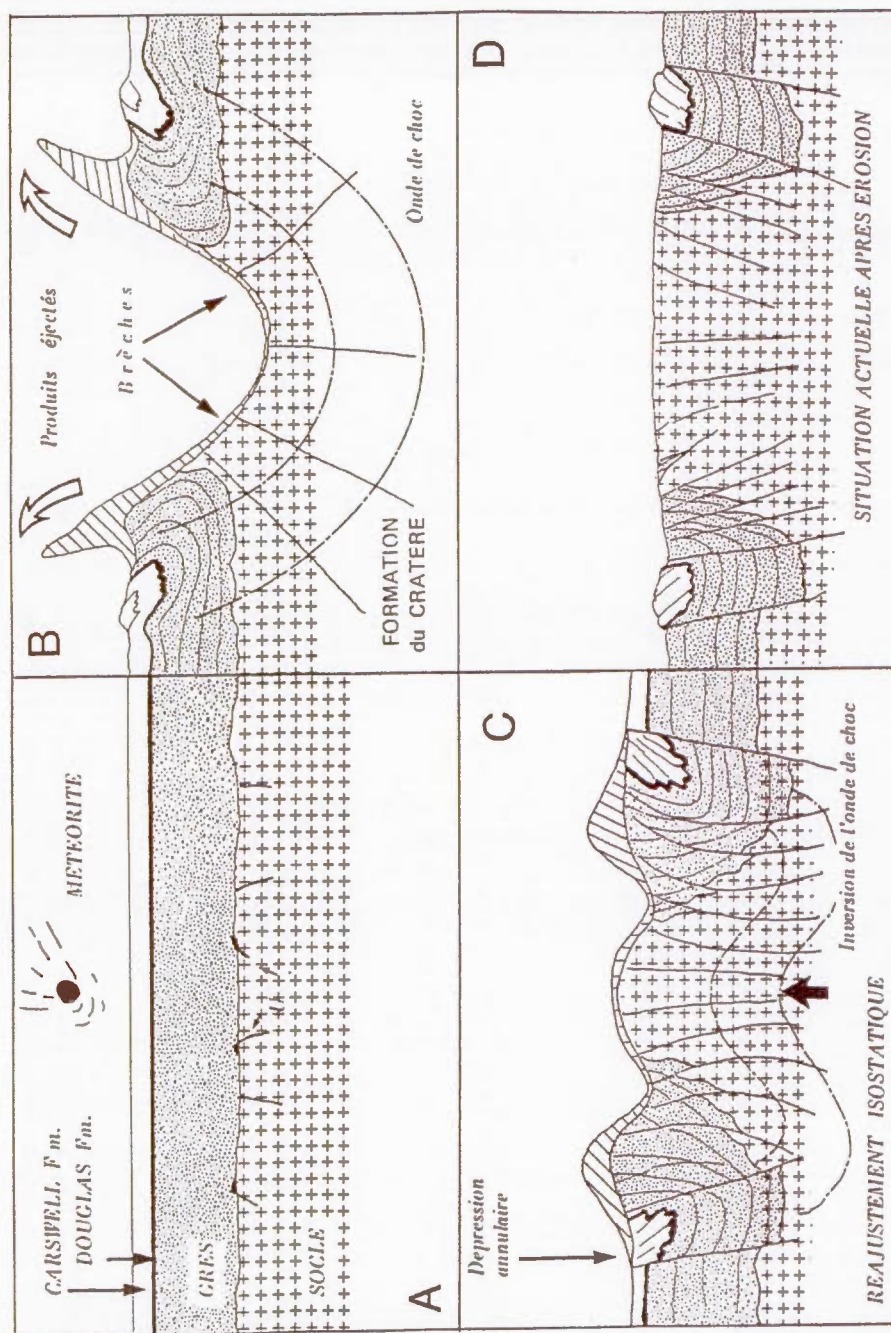 CARSWELL Fm.
DOUGLAS Fm.
METEORITE
GRES
SOCLE
A
B
Produits éjectés
Brèches
Onde de choc
FORMATION
du CRATERE
C
Dépression
annulaire
Inversion de l'onde de choc
REAJUSTEMENT ISOSTATIQUE
D
SITUATION ACTUELLE APRES EROSION